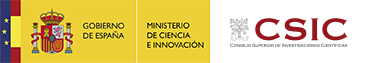 GOBIERNO
DE ESPAÑA
MINISTERIO
DE CIENCIA
E INNOVACIÓN
CSIC
CONSEJO SUPERIOR DE INVESTIGACIONES CIENTÍFICAS